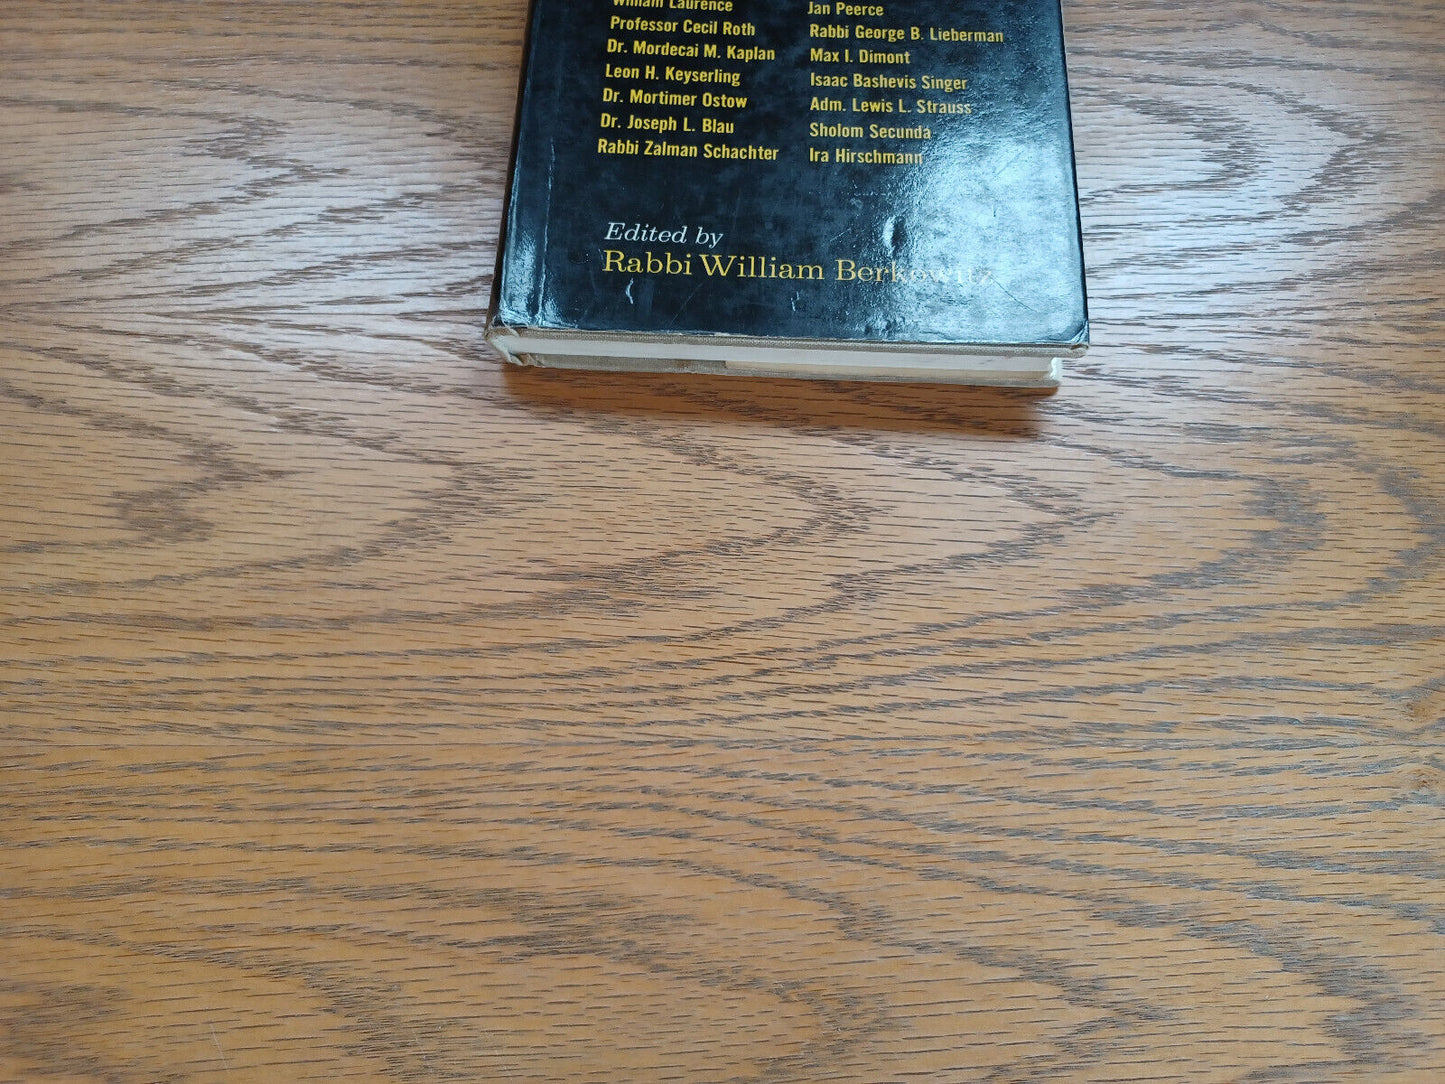 William Laurence
Professor Cecil Roth
Dr. Mordecai M. Kaplan
Leon H. Keyserling
Dr. Mortimer Ostow
Dr. Joseph L. Blau
Rabbi Zalman Schachter
Jan Peerce
Rabbi George B. Lieberman
Max I. Dimont
Isaac Bashevis Singer
Adm. Lewis L. Strauss
Sholom Secunda
Ira Hirschmann
Edited by
Rabbi William Berkowitz